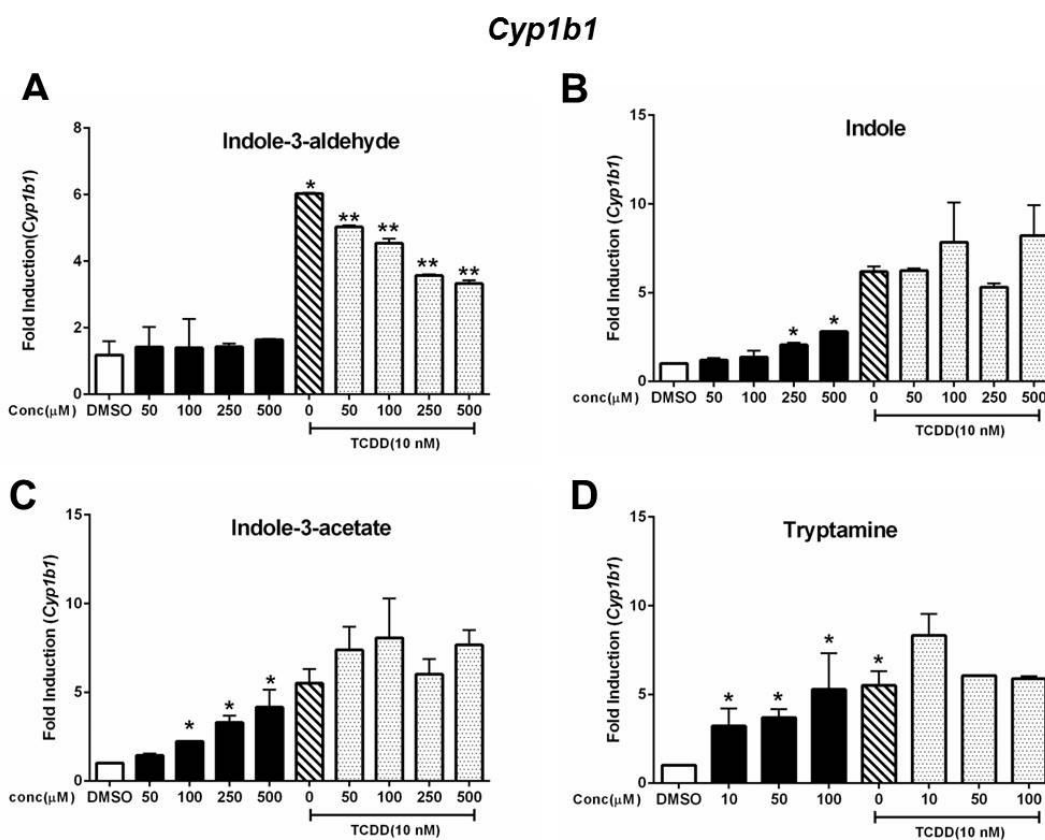 Cyp1b1
A
Indole-3-aldehyde
Fold Induction(Cyp1b1)
8
6
4
2
0
*
**
**
**
**
Conc(μM) DMSO 50 100 250 500 0 50 100 250 500
TCDD(10 nM)
B
Indole
Fold Induction (Cyp1b1)
15
10
5
0
*
*
conc(μM) DMSO 50 100 250 500 0 50 100 250 500
TCDD(10 nM)
C
Indole-3-acetate
Fold Induction (Cyp1b1)
15
10
5
0
*
*
*
conc(μM) DMSO 50 100 250 500 0 50 100 250 500
TCDD(10 nM)
D
Tryptamine
Fold Induction (Cyp1b1)
15
10
5
0
*
*
*
*
conc(μM) DMSO 10 50 100 0 10 50 100
TCDD(10 nM)